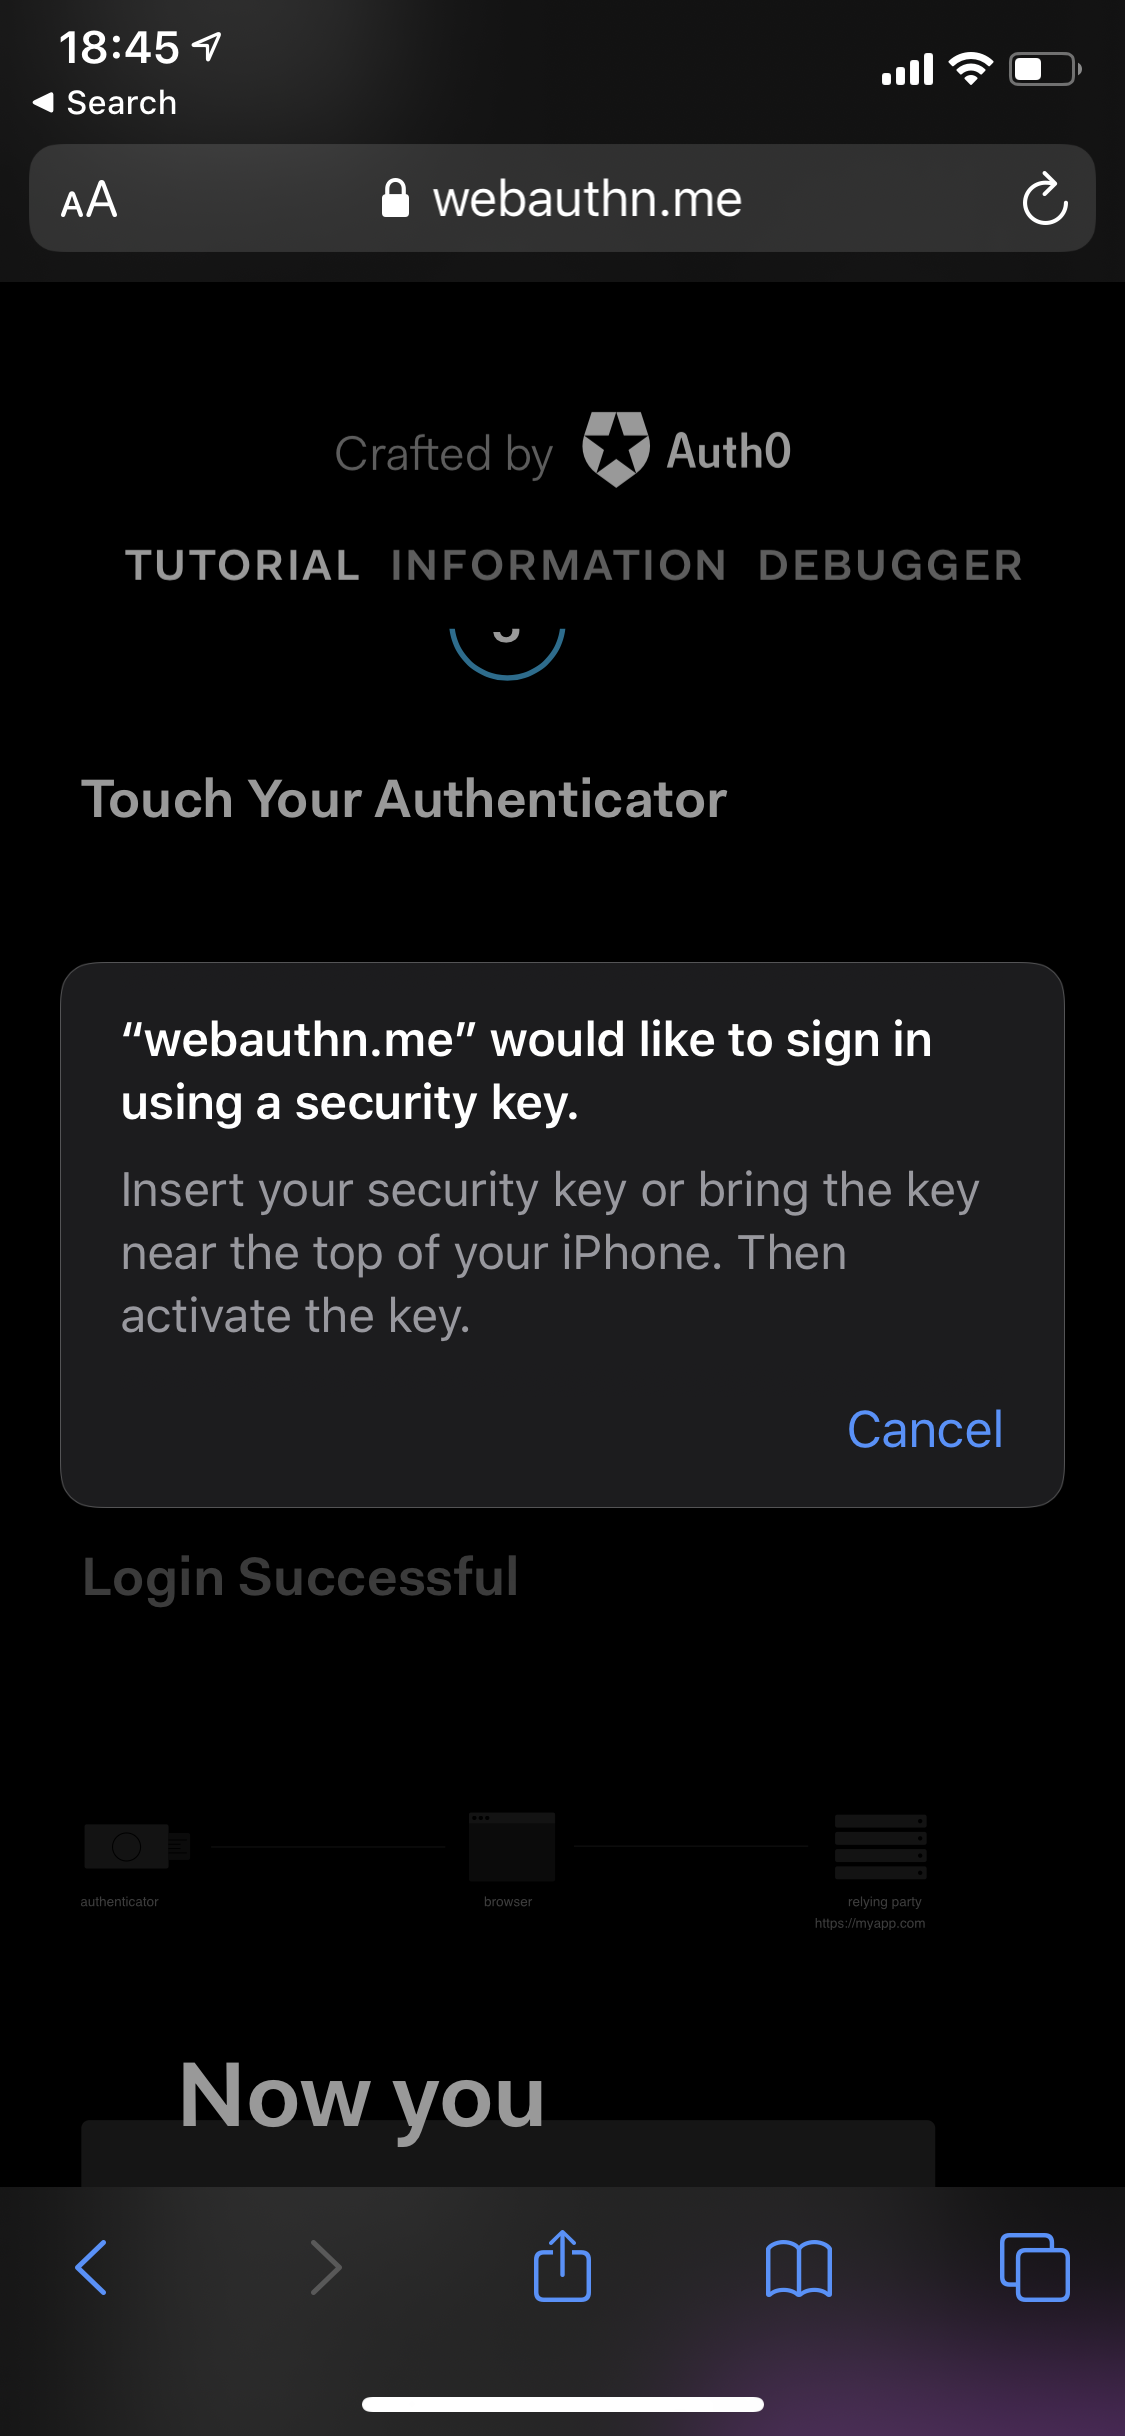 18:45
Search
AA
webauthn.me
Crafted by Auth0
TUTORIAL INFORMATION DEBUGGER
Touch Your Authenticator
“webauthn.me” would like to sign in
using a security key.
Insert your security key or bring the key
near the top of your iPhone. Then
activate the key.
Cancel
Login Successful
authenticator
browser
relying party
https://myapp.com
Now you